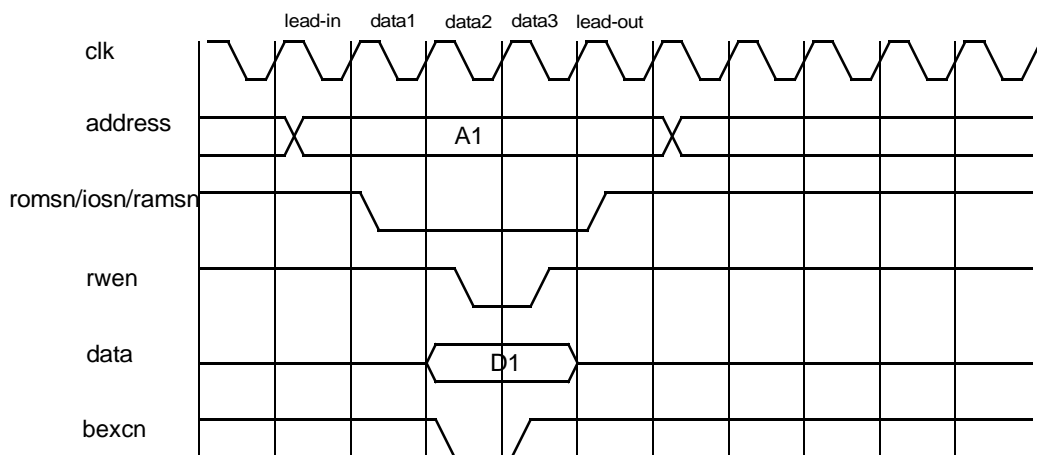 lead-in data1 data2 data3 lead-out
clk
address
A1
romsn/iosn/ramsn
rwen
data
D1
bexcn